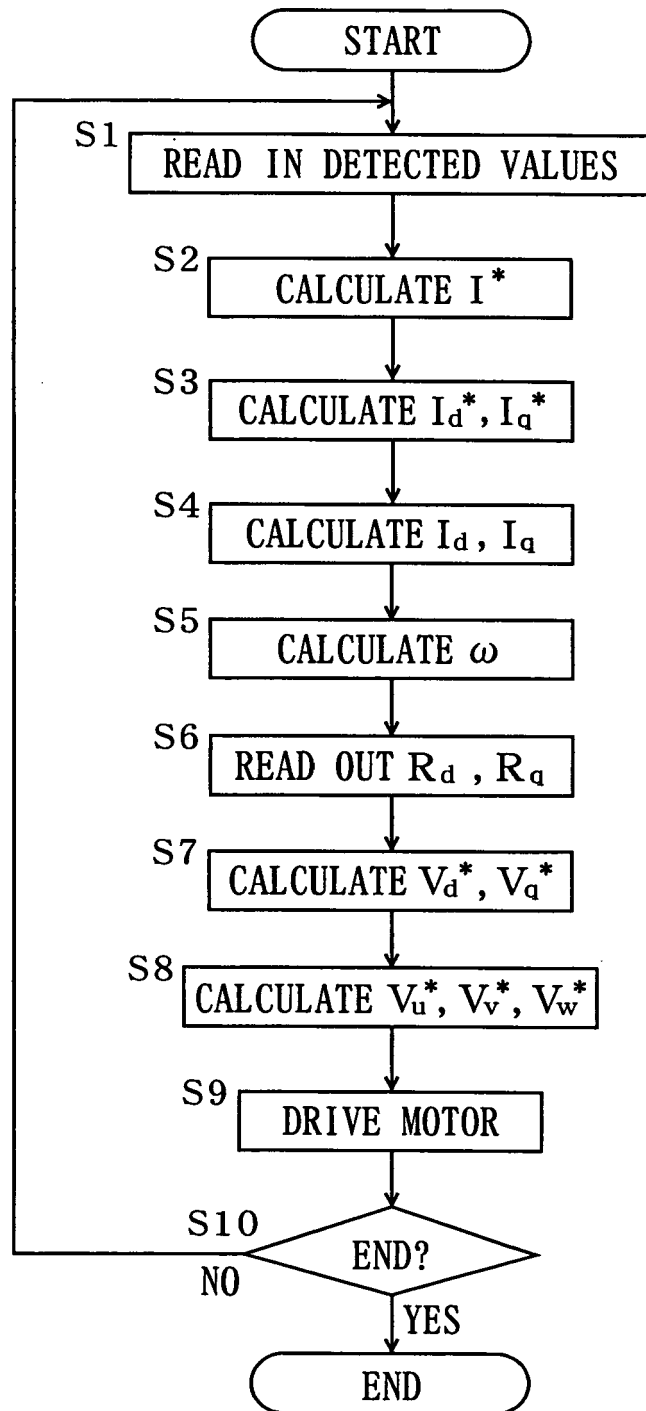 START
S1
READ IN DETECTED VALUES
S2
CALCULATE I*
S3
CALCULATE Id*, Iq*
S4
CALCULATE Id, Iq
S5
CALCULATE ω
S6
READ OUT Rd, Rq
S7
CALCULATE Vd*, Vq*
S8
CALCULATE Vu*, Vv*, Vw*
S9
DRIVE MOTOR
S10
END?
NO
YES
END